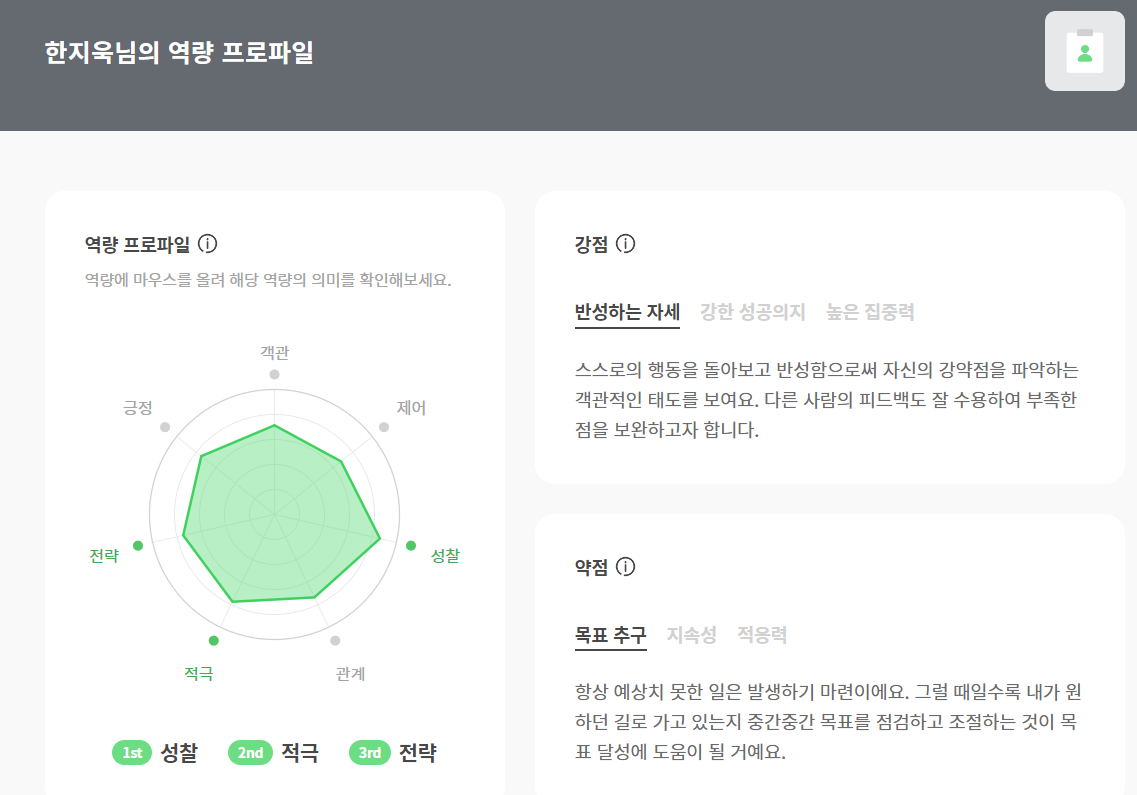 한지욱님의 역량 프로파일
역량 프로파일
역량에 마우스를 올려 해당 역량의 의미를 확인해보세요.
객관
긍정
제어
전략
성찰
적극
관계
1st 성찰 2nd 적극 3rd 전략
강점
반성하는 자세 강한 성공의지 높은 집중력
스스로의 행동을 돌아보고 반성함으로써 자신의 강약점을 파악하는
객관적인 태도를 보여요. 다른 사람의 피드백도 잘 수용하여 부족한
점을 보완하고자 합니다.
약점
목표 추구 지속성 적응력
항상 예상치 못한 일은 발생하기 마련이에요. 그럴 때일수록 내가 원
하던 길로 가고 있는지 중간중간 목표를 점검하고 조절하는 것이 목
표 달성에 도움이 될 거예요.